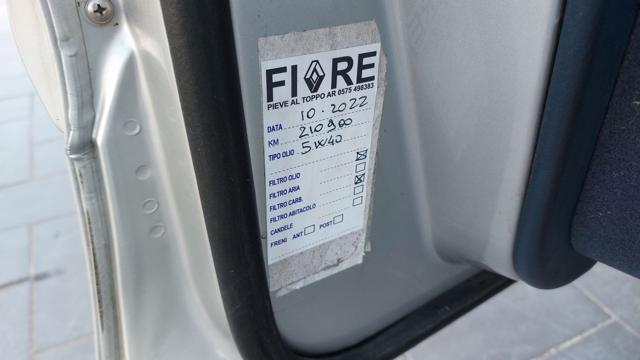 FIORE
PIEVE AL TOPPO AR 0575 498383
DATA 10.2022
KM 210900
TIPO OLIO 5W40
FILTRO OLIO
FILTRO ARIA
FILTRO CARB.
FILTRO ABITACOLO
CANDELE
FRENI ANT POST